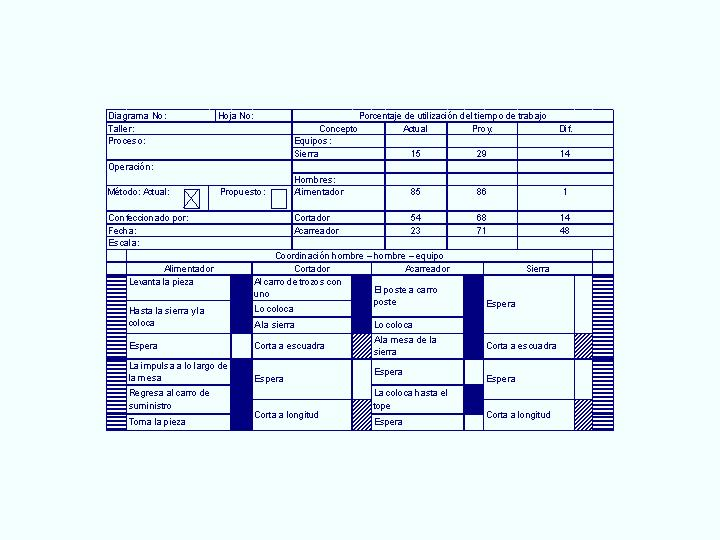 Diagrama No: Hoja No: Porcentaje de utilización del tiempo de trabajo
Taller: Concepto Actual Proy. Dif.
Proceso: Equipos:
Sierra 15 29 14
Operación:
Hombres:
Método: Actual: Propuesto: Alimentador 85 86 1
Confeccionado por: Cortador 54 68 14
Fecha: Acarreador 23 71 48
Escala:
Coordinación hombre – hombre – equipo
Alimentador Cortador Acarreador Sierra
Levanta la pieza
Hasta la sierra y la
coloca
Espera
La impulsa a lo largo de
la mesa
Regresa al carro de
suministro
Toma la pieza
Al carro de trozos con
uno
Lo coloca
A la sierra
Corta a escuadra
Espera
Corta a longitud
El poste a carro
poste
Lo coloca
A la mesa de la
sierra
Espera
La coloca hasta el
tope
Espera
Espera
Corta a escuadra
Espera
Corta a longitud